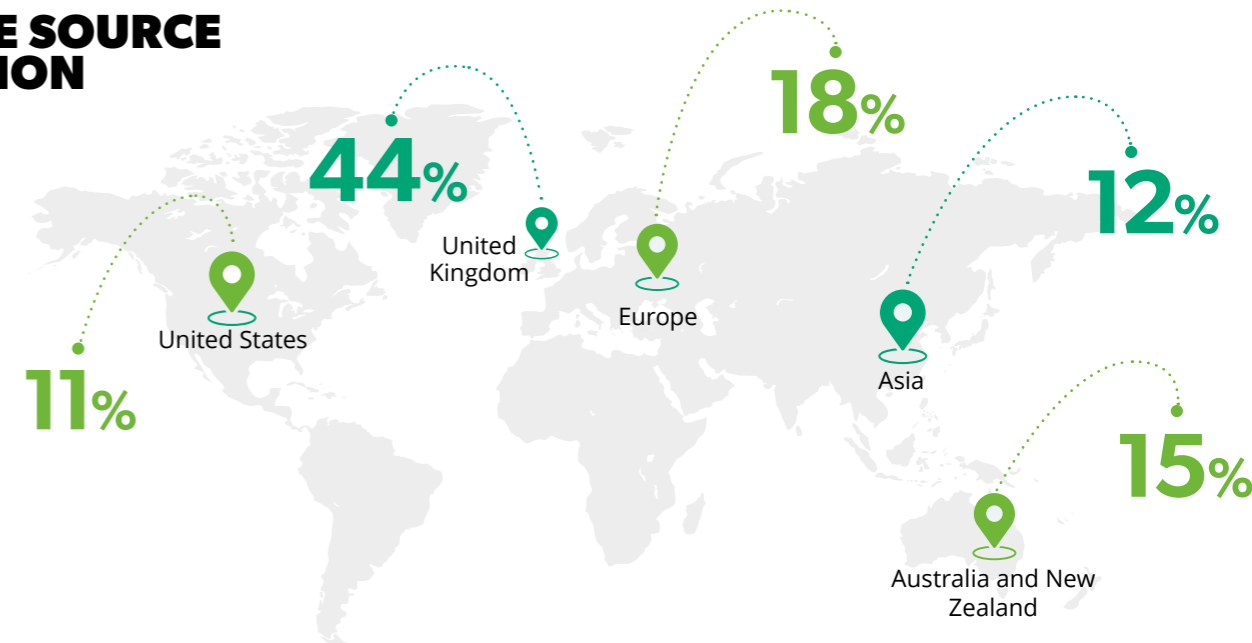 E SOURCE
ION
18%
44%
12%
United
Kingdom
Europe
United States
Asia
11%
15%
Australia and New
Zealand